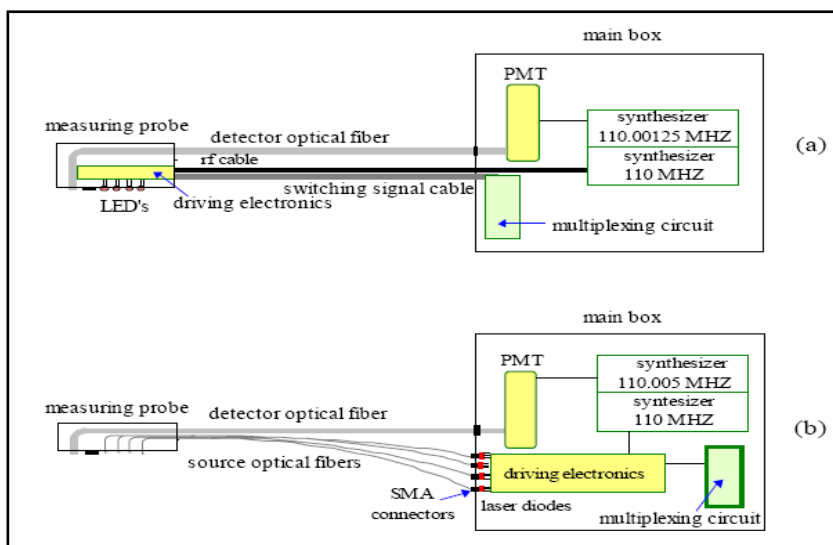 main box
PMT
synthesizer
110.00125 MHZ
synthesizer
110 MHZ
(a)
measuring probe
detector optical fiber
rf cable
switching signal cable
LED's
driving electronics
multiplexing circuit
main box
PMT
synthesizer
110.005 MHZ
syntesizer
110 MHZ
(b)
measuring probe
detector optical fiber
source optical fibers
driving electronics
SMA
connectors
laser diodes
multiplexing circuit